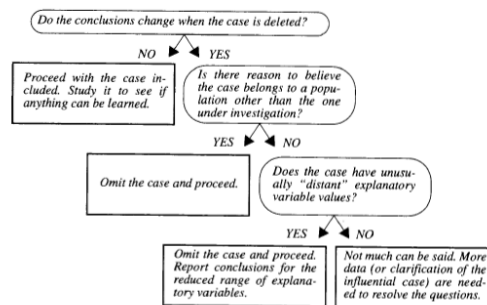 Do the conclusions change when the case is deleted?
NO YES
Proceed with the case in-
cluded. Study it to see if
anything can be learned.
Is there reason to believe
the case belongs to a popu-
lation other than the one
under investigation?
YES NO
Omit the case and proceed.
Does the case have unusu-
ally "distant" explanatory
variable values?
YES NO
Omit the case and proceed.
Report conclusions for the
reduced range of explana-
tory variables.
Not much can be said. More
data (or clarification of the
influential case) are need-
ed to resolve the questions.